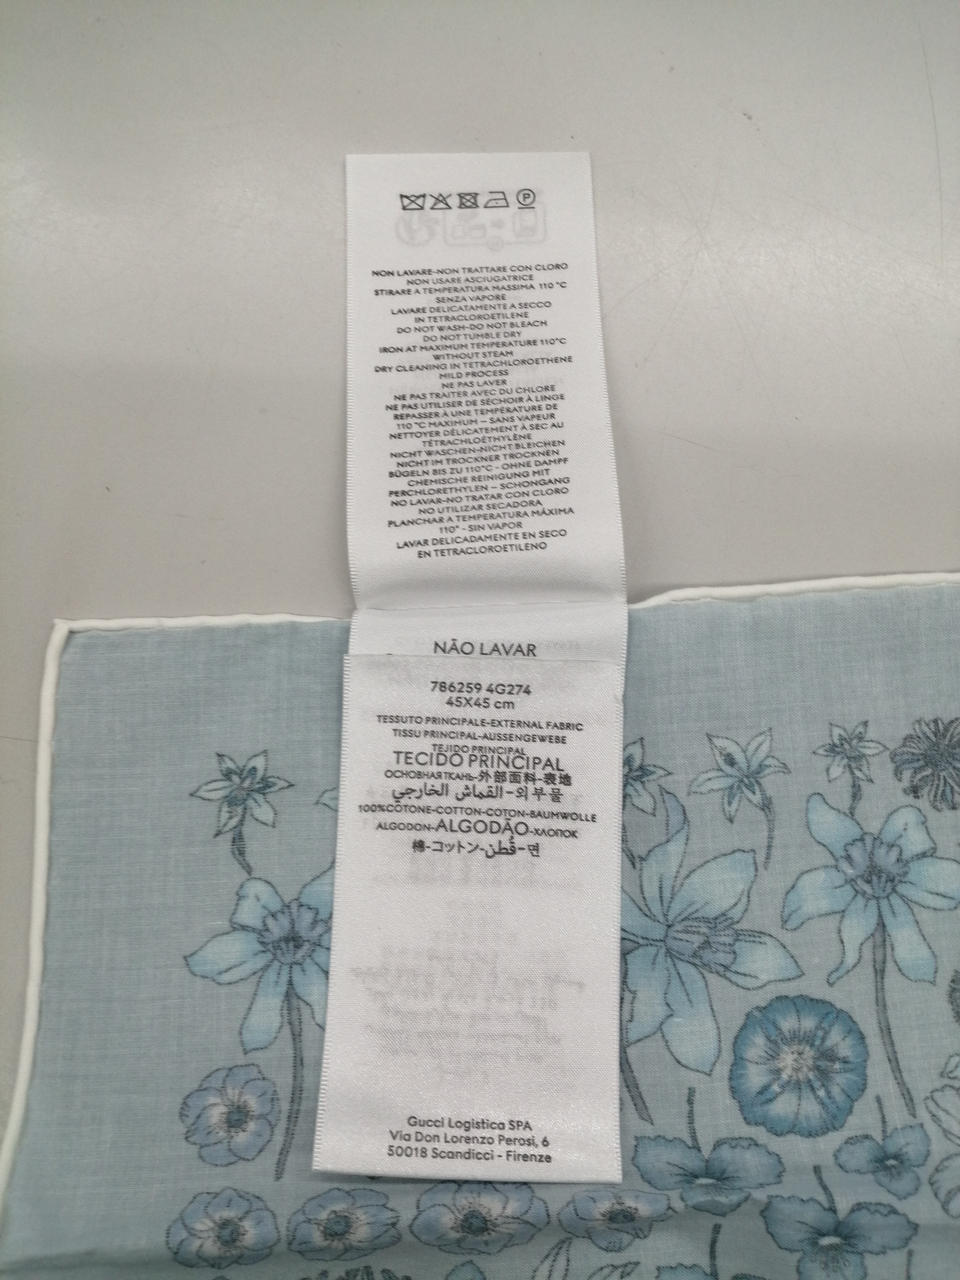 P
NON LAVARE-NON TRATTARE CON CLORO
NON USARE ASCIUGATRICE
STIRARE A TEMPERATURA MASSIMA 110 °C
SENZA VAPORE
LAVARE DELICATAMENTE A SECCO
IN TETRACLOROETILENE
DO NOT WASH-DO NOT BLEACH
DO NOT TUMBLE DRY
IRON AT MAXIMUM TEMPERATURE 110°C
WITHOUT STEAM
DRY CLEANING IN TETRACHLOROETHENE
MILD PROCESS
NE PAS LAVER
NE PAS TRAITER AVEC DU CHLORE
NE PAS UTILISER DE SÉCHOIR À LINGE
REPASSER À UNE TEMPÉRATURE DE
110 °C MAXIMUM – SANS VAPEUR
NETTOYER DÉLICATEMENT À SEC AU
TÉTRACHLOÉTHYLÈNE
NICHT WASCHEN-NICHT BLEICHEN
NICHT IM TROCKNER TROCKNEN
BÜGELN BIS ZU 110°C - OHNE DAMPF
CHEMISCHE REINIGUNG MIT
PERCHLORETHYLEN – SCHONGANG
NO LAVAR-NO TRATAR CON CLORO
NO UTILIZAR SECADORA
PLANCHAR A TEMPERATURA MÁXIMA
110° - SIN VAPOR
LAVAR DELICADAMENTE EN SECO
EN TETRACLOROETILENO
NÃO LAVAR
786259 4G274
45X45 cm
TESSUTO PRINCIPALE-EXTERNAL FABRIC
TISSU PRINCIPAL-AUSSENGEWEBE
TEJIDO PRINCIPAL
TECIDO PRINCIPAL
ОСНОВНАЯ ТКАНЬ-外部面料-表地
القماش الخارجي-외부물
100%COTONE-COTTON-COTON-BAUMWOLLE
ALGODON-ALGODÃO-ХЛОПОК
棉-コットン-قُطن-면
Gucci Logistica SPA
Via Don Lorenzo Perosi, 6
50018 Scandicci - Firenze